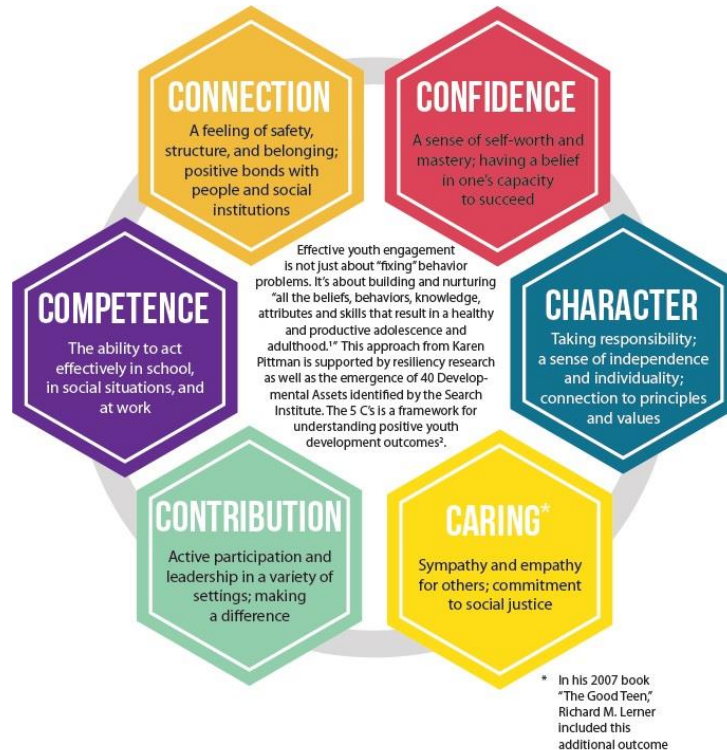 CONNECTION
A feeling of safety,
structure, and belonging;
positive bonds with
people and social
institutions
CONFIDENCE
A sense of self-worth and
mastery; having a belief
in one's capacity
to succeed
COMPETENCE
The ability to act
effectively in school,
in social situations, and
at work
Effective youth engagement
is not just about "fixing" behavior
problems. It's about building and nurturing
"all the beliefs, behaviors, knowledge,
attributes and skills that result in a healthy
and productive adolescence and
adulthood.¹" This approach from Karen
Pittman is supported by resiliency research
as well as the emergence of 40 Develop-
mental Assets identified by the Search
Institute. The 5 C's is a framework for
understanding positive youth
development outcomes².
CHARACTER
Taking responsibility;
a sense of independence
and individuality;
connection to principles
and values
CONTRIBUTION
Active participation and
leadership in a variety of
settings; making
a difference
CARING*
Sympathy and empathy
for others; commitment
to social justice
* In his 2007 book
"The Good Teen,"
Richard M. Lerner
included this
additional outcome